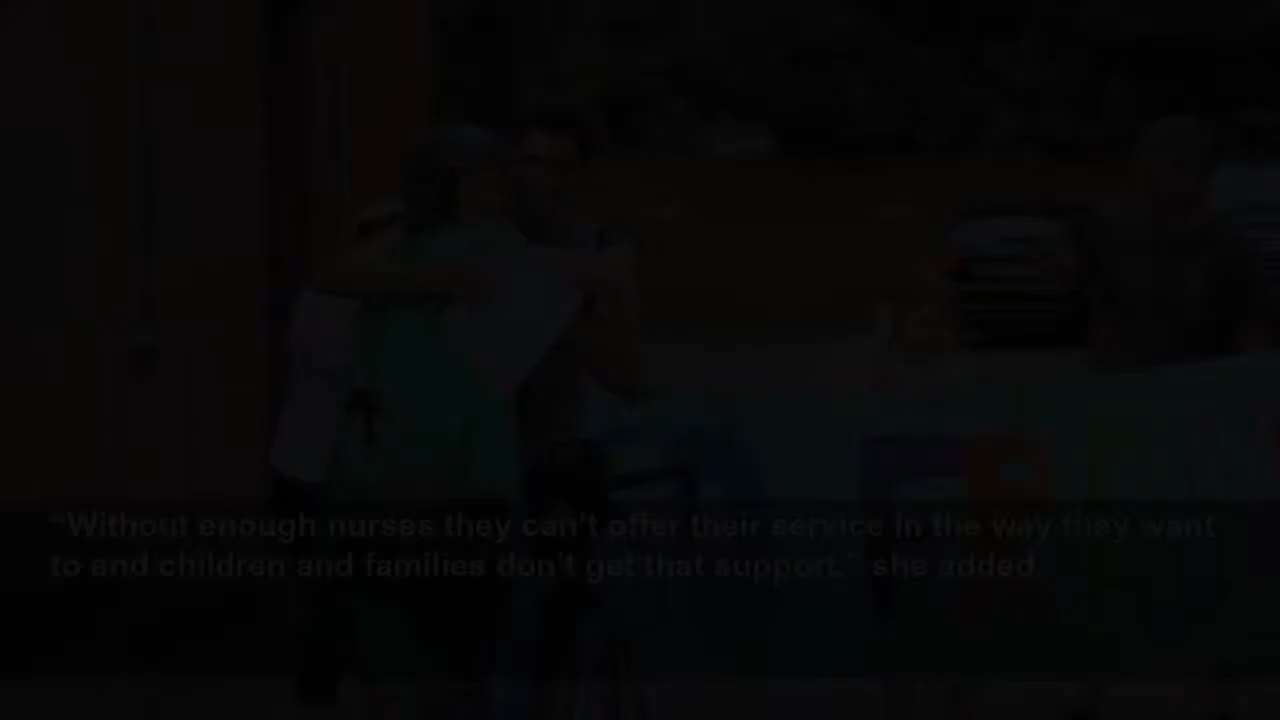 "Without enough nurses they can't offer their service in the way they want
to and children and families don't get that support," she added